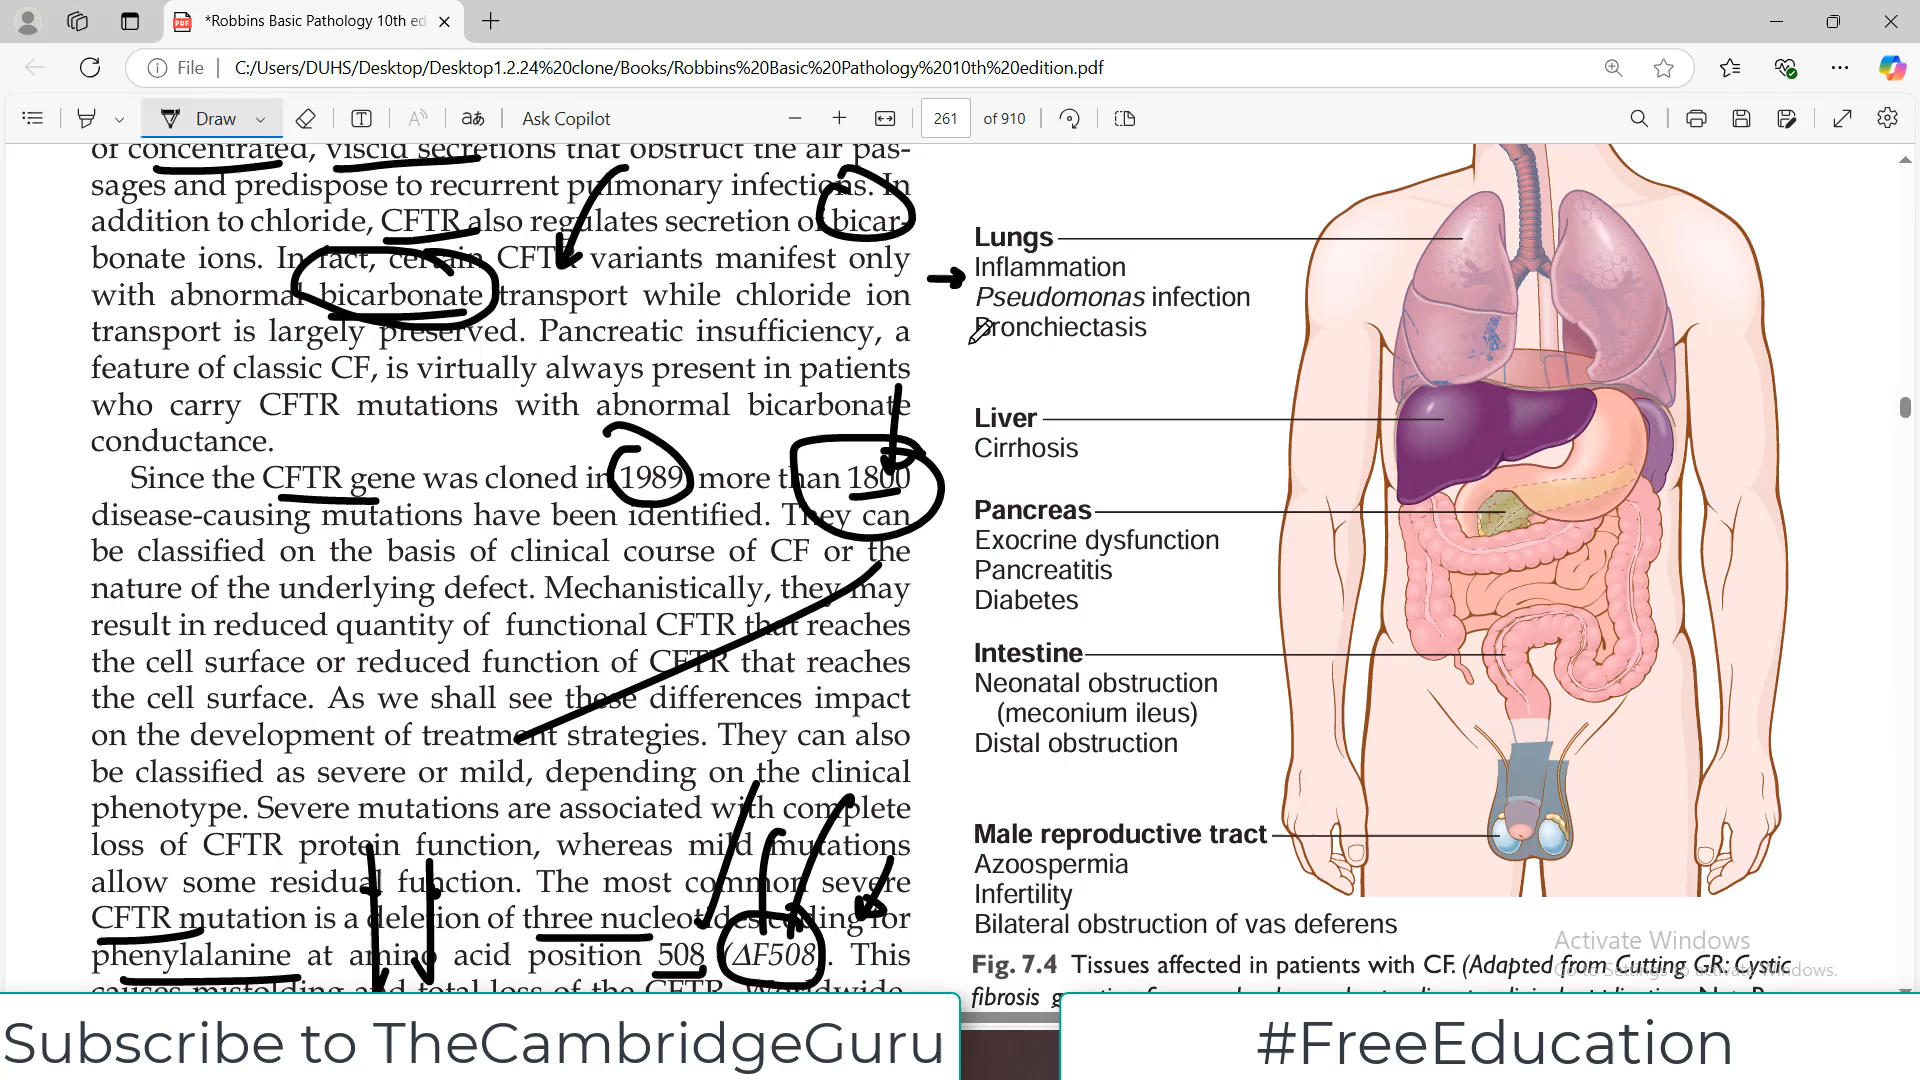 *Robbins Basic Pathology 10th ed
File
C:/Users/DUHS/Desktop/Desktop1.2.24%20clone/Books/Robbins%20Basic%20Pathology%2010th%20edition.pdf
Draw
Ask Copilot
261 of 910
of concentrated, viscid secretions that obstruct the air pas-
sages and predispose to recurrent pulmonary infections. In
addition to chloride, CFTR also regulates secretion of bicar-
bonate ions. In fact, certain CFTR variants manifest only
with abnormal bicarbonate transport while chloride ion
transport is largely preserved. Pancreatic insufficiency, a
feature of classic CF, is virtually always present in patients
who carry CFTR mutations with abnormal bicarbonate
conductance.
Since the CFTR gene was cloned in 1989, more than 1800
disease-causing mutations have been identified. They can
be classified on the basis of clinical course of CF or the
nature of the underlying defect. Mechanistically, they may
result in reduced quantity of functional CFTR that reaches
the cell surface or reduced function of CFTR that reaches
the cell surface. As we shall see these differences impact
on the development of treatment strategies. They can also
be classified as severe or mild, depending on the clinical
phenotype. Severe mutations are associated with complete
loss of CFTR protein function, whereas mild mutations
allow some residual function. The most common severe
CFTR mutation is a deletion of three nucleotides coding for
phenylalanine at amino acid position 508 (ΔF508). This
causes misfolding and total loss of the CFTR. Worldwide,
Lungs
Inflammation
Pseudomonas infection
Bronchiectasis
Liver
Cirrhosis
Pancreas
Exocrine dysfunction
Pancreatitis
Diabetes
Intestine
Neonatal obstruction
(meconium ileus)
Distal obstruction
Male reproductive tract
Azoospermia
Infertility
Bilateral obstruction of vas deferens
Activate Windows
Fig. 7.4 Tissues affected in patients with CF. (Adapted from Cutting GR: Cystic
fibrosis
Subscribe to TheCambridgeGuru
#FreeEducation